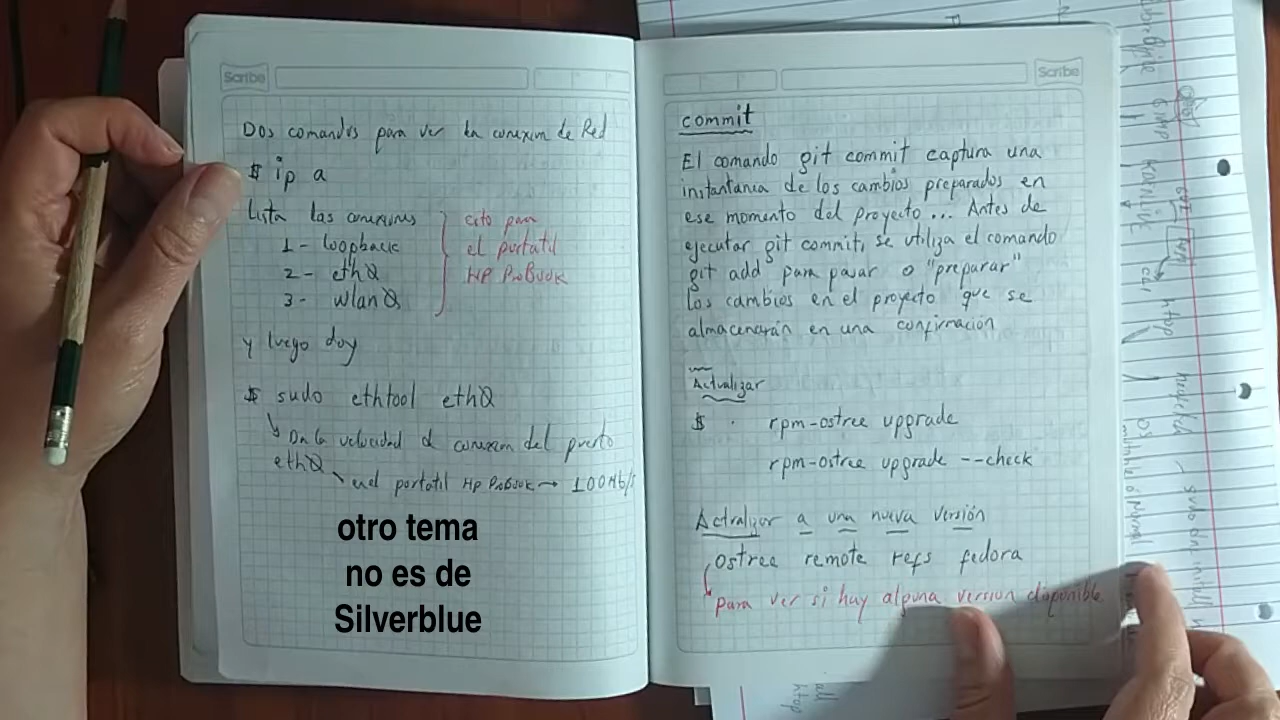 Scribe
Dos comandos para ver la conexion de Red
$ ip a
Lista las conexiones
1 - loopback
2 - eth0
3 - wlan0
esto para
el portatil
HP ProBook
y luego doy
$ sudo ethtool eth0
Da la velocidad de conexion del puerto
eth0
en el portatil HP ProBook → 100Mb/s
otro tema
no es de
Silverblue
Scribe
commit
El comando git commit captura una
instantanea de los cambios preparados en
ese momento del proyecto... Antes de
ejecutar git commit, se utiliza el comando
git add para pasar o "preparar"
los cambios en el proyecto que se
almacenarán en una confirmación
Actualizar
$ rpm-ostree upgrade
rpm-ostree upgrade --check
Actualizar a una nueva versión
ostree remote refs fedora
para ver si hay alguna version disponible
htop